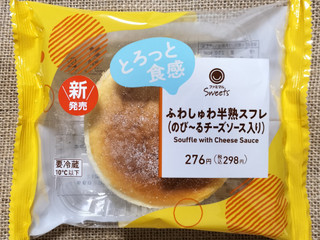 とろっと
食感
新
発売
ファミマの
Sweets
ふわしゅわ半熟スフレ
(のび~るチーズソース入り)
Souffle with Cheese Sauce
276円(税込298円)
要冷蔵
10℃以下